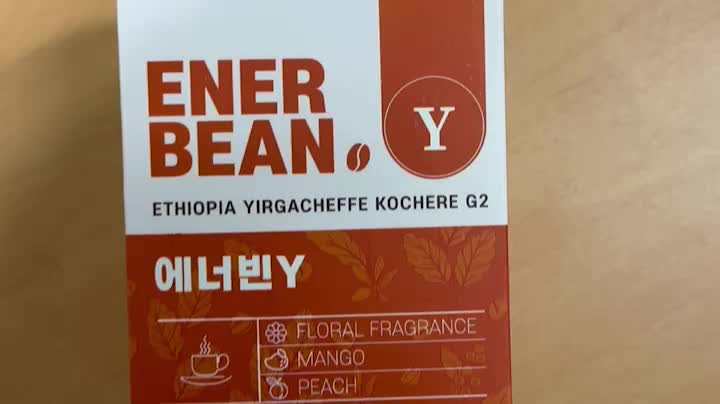 ENER
BEAN
Y
ETHIOPIA YIRGACHEFFE KOCHERE G2
에너빈Y
FLORAL FRAGRANCE
MANGO
PEACH